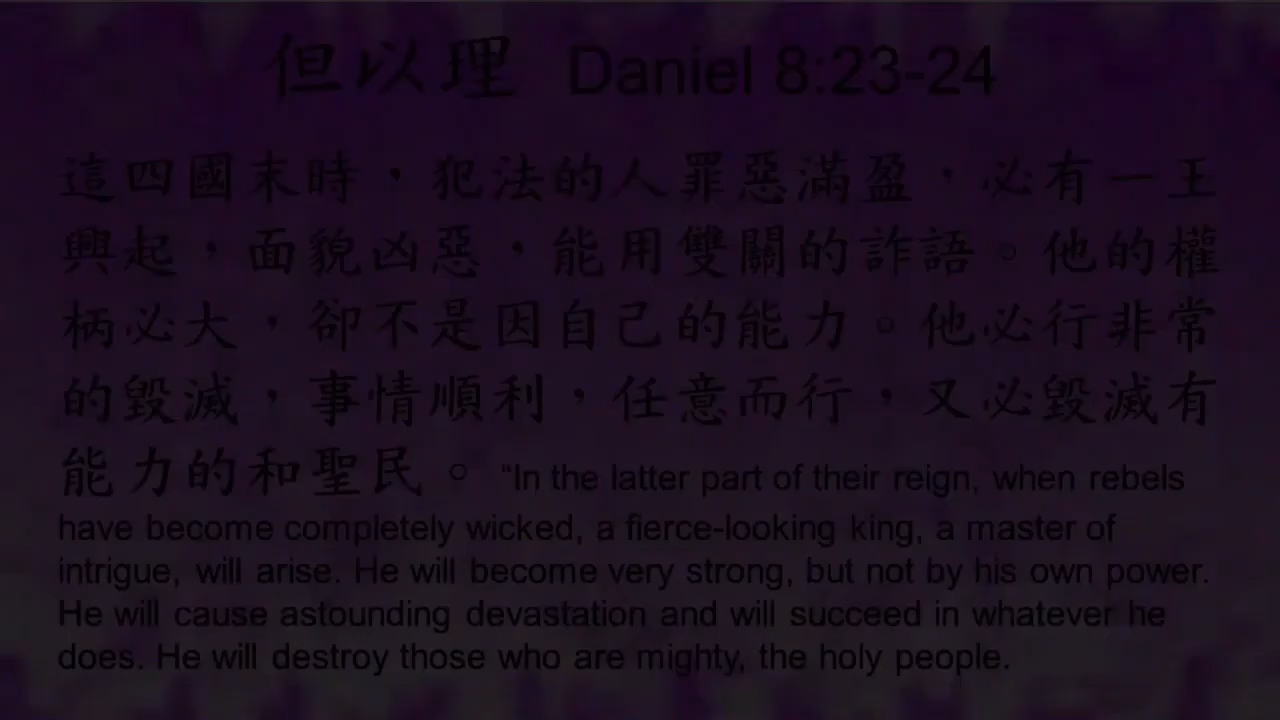 但以理 Daniel 8:23-24
這四國末時，犯法的人罪惡滿盈，必有一王
興起，面貌凶惡，能用雙關的詐語。他的權
柄必大，卻不是因自己的能力。他必行非常
的毀滅，事情順利，任意而行，又必毀滅有
能力的和聖民。“In the latter part of their reign, when rebels
have become completely wicked, a fierce-looking king, a master of
intrigue, will arise. He will become very strong, but not by his own power.
He will cause astounding devastation and will succeed in whatever he
does. He will destroy those who are mighty, the holy people.